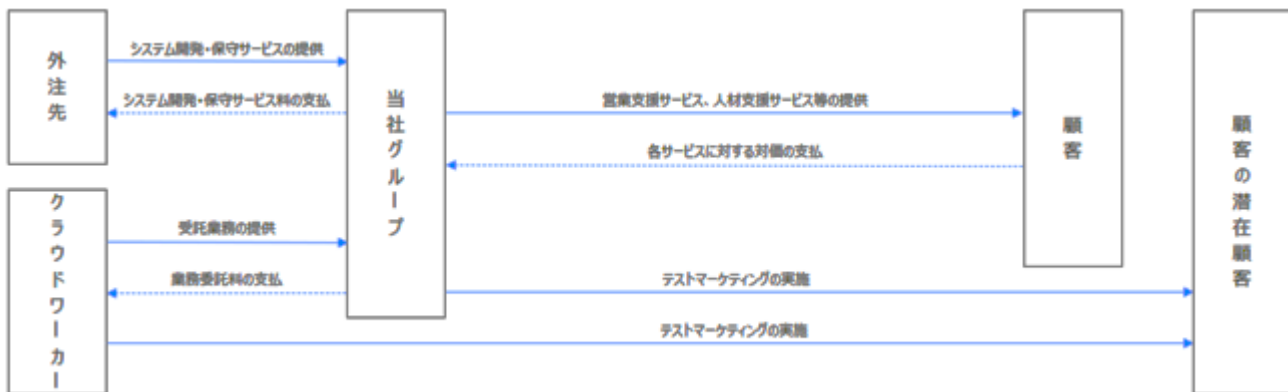 外注先
システム開発・保守サービスの提供
システム開発・保守サービス料の支払
当社グループ
営業支援サービス、人材支援サービス等の提供
各サービスに対する対価の支払
顧客
顧客の潜在顧客
クラウドワーカー
受託業務の提供
業務委託料の支払
テストマーケティングの実施
テストマーケティングの実施